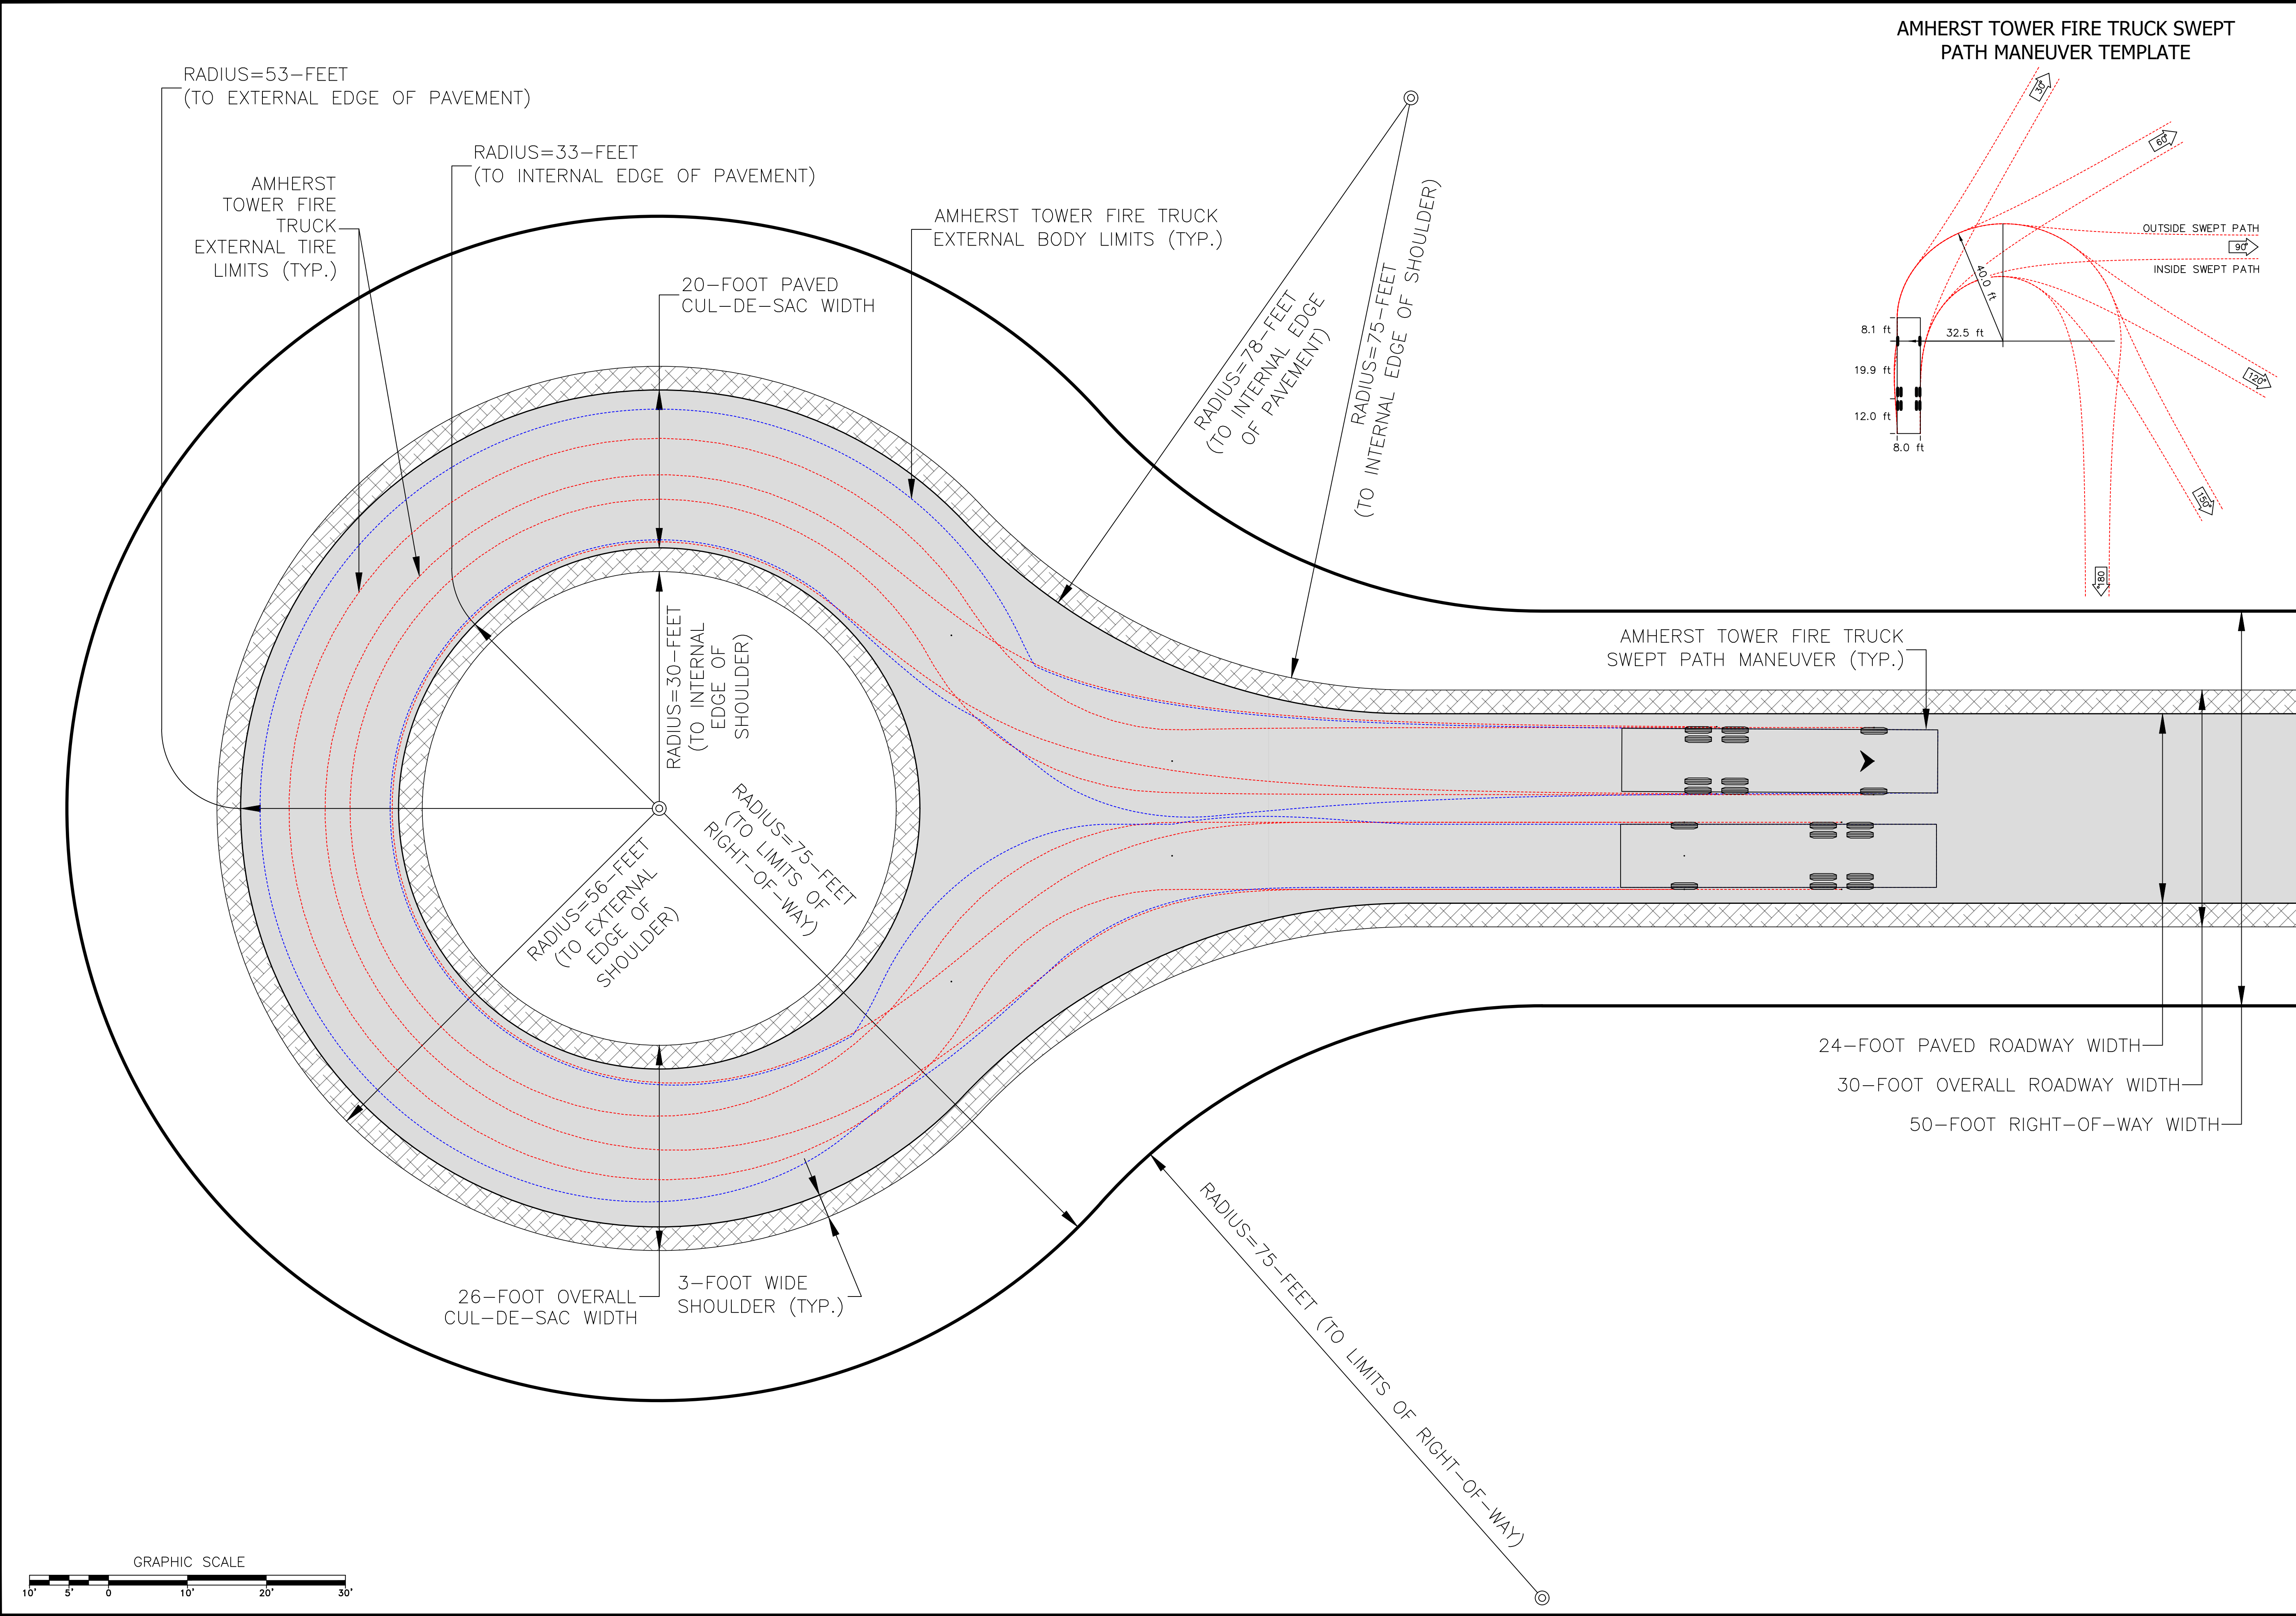 AMHERST TOWER FIRE TRUCK SWEPT
PATH MANEUVER TEMPLATE
RADIUS=53-FEET
(TO EXTERNAL EDGE OF PAVEMENT)
RADIUS=33-FEET
(TO INTERNAL EDGE OF PAVEMENT)
AMHERST
TOWER FIRE
TRUCK
EXTERNAL TIRE
LIMITS (TYP.)
AMHERST TOWER FIRE TRUCK
EXTERNAL BODY LIMITS (TYP.)
20-FOOT PAVED
CUL-DE-SAC WIDTH
RADIUS=78-FEET
(TO INTERNAL EDGE
OF PAVEMENT)
RADIUS=75-FEET
(TO INTERNAL EDGE OF SHOULDER)
30°
60°
OUTSIDE SWEPT PATH
90°
INSIDE SWEPT PATH
40.0 ft
32.5 ft
8.1 ft
19.9 ft
12.0 ft
8.0 ft
120°
150°
180°
AMHERST TOWER FIRE TRUCK
SWEPT PATH MANEUVER (TYP.)
RADIUS=30-FEET
(TO INTERNAL
EDGE OF
SHOULDER)
RADIUS=75-FEET
(TO LIMITS OF
RIGHT-OF-WAY)
RADIUS=56-FEET
(TO EXTERNAL
EDGE OF
SHOULDER)
24-FOOT PAVED ROADWAY WIDTH
30-FOOT OVERALL ROADWAY WIDTH
50-FOOT RIGHT-OF-WAY WIDTH
26-FOOT OVERALL
CUL-DE-SAC WIDTH
3-FOOT WIDE
SHOULDER (TYP.)
RADIUS=75-FEET (TO LIMITS OF RIGHT-OF-WAY)
GRAPHIC SCALE
10' 5' 0 10' 20' 30'